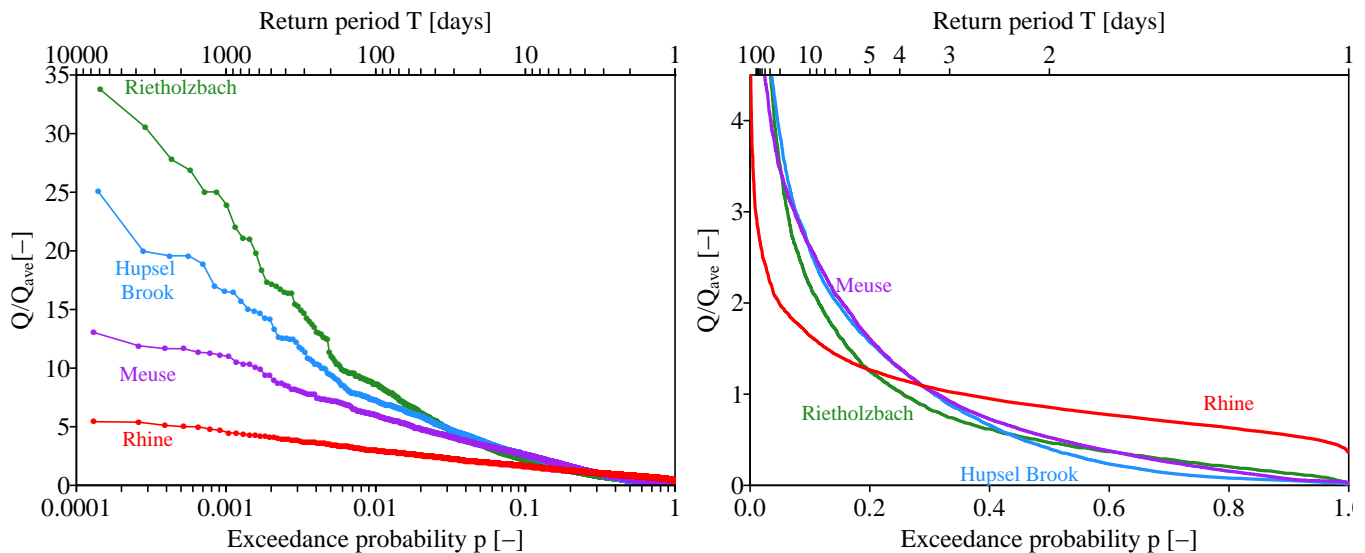 Return period T [days]
10000 1000 100 10 1
35
30
25
20
15
10
5
0
Q/Q_ave[−]
Rietholzbach
Hupsel
Brook
Meuse
Rhine
0.0001 0.001 0.01 0.1 1
Exceedance probability p [−]
Return period T [days]
100 10 5 4 3 2 1
4
3
2
1
0
Q/Q_ave [−]
Meuse
Rietholzbach
Rhine
Hupsel Brook
0.0 0.2 0.4 0.6 0.8 1.0
Exceedance probability p [−]